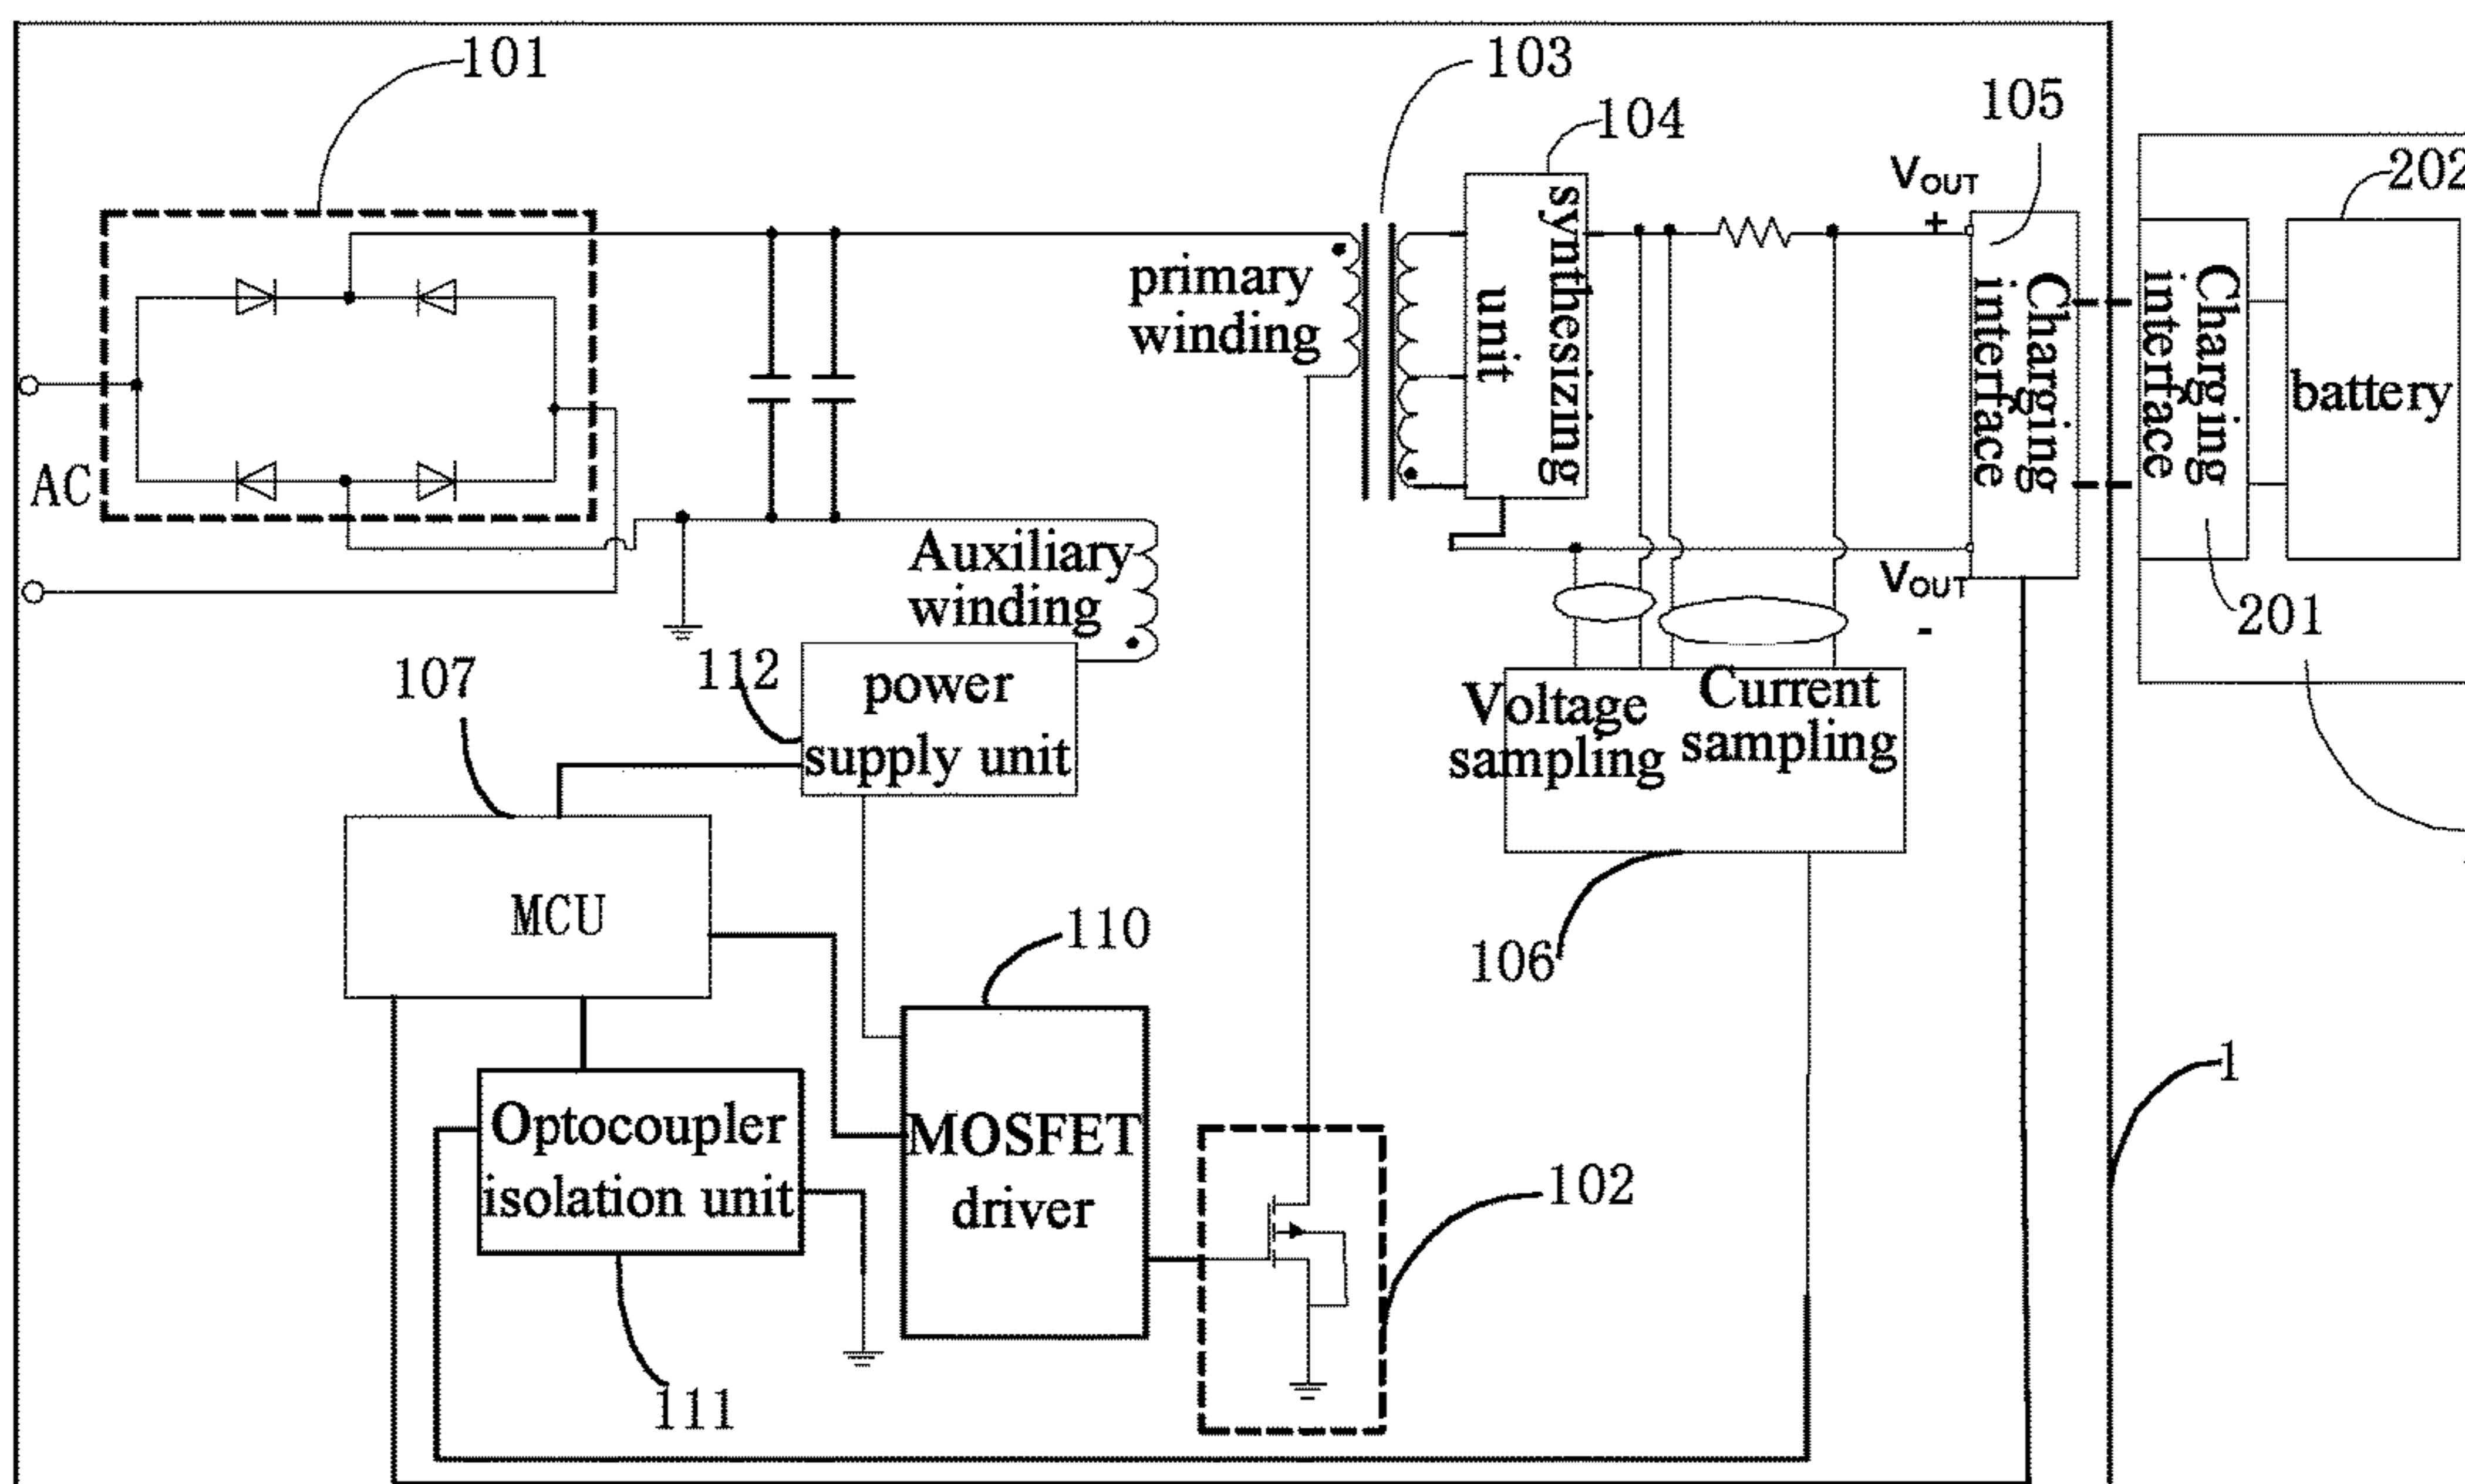 101
103
104
105
202
VOUT
+
synthesizing
unit
primary
winding
Charging
interface
Charging
interface
battery
AC
Auxiliary
winding
VOUT
-
201
112
107
power
supply unit
Voltage
sampling
Current
sampling
MCU
110
106
1
Optocoupler
isolation unit
MOSFET
driver
102
111